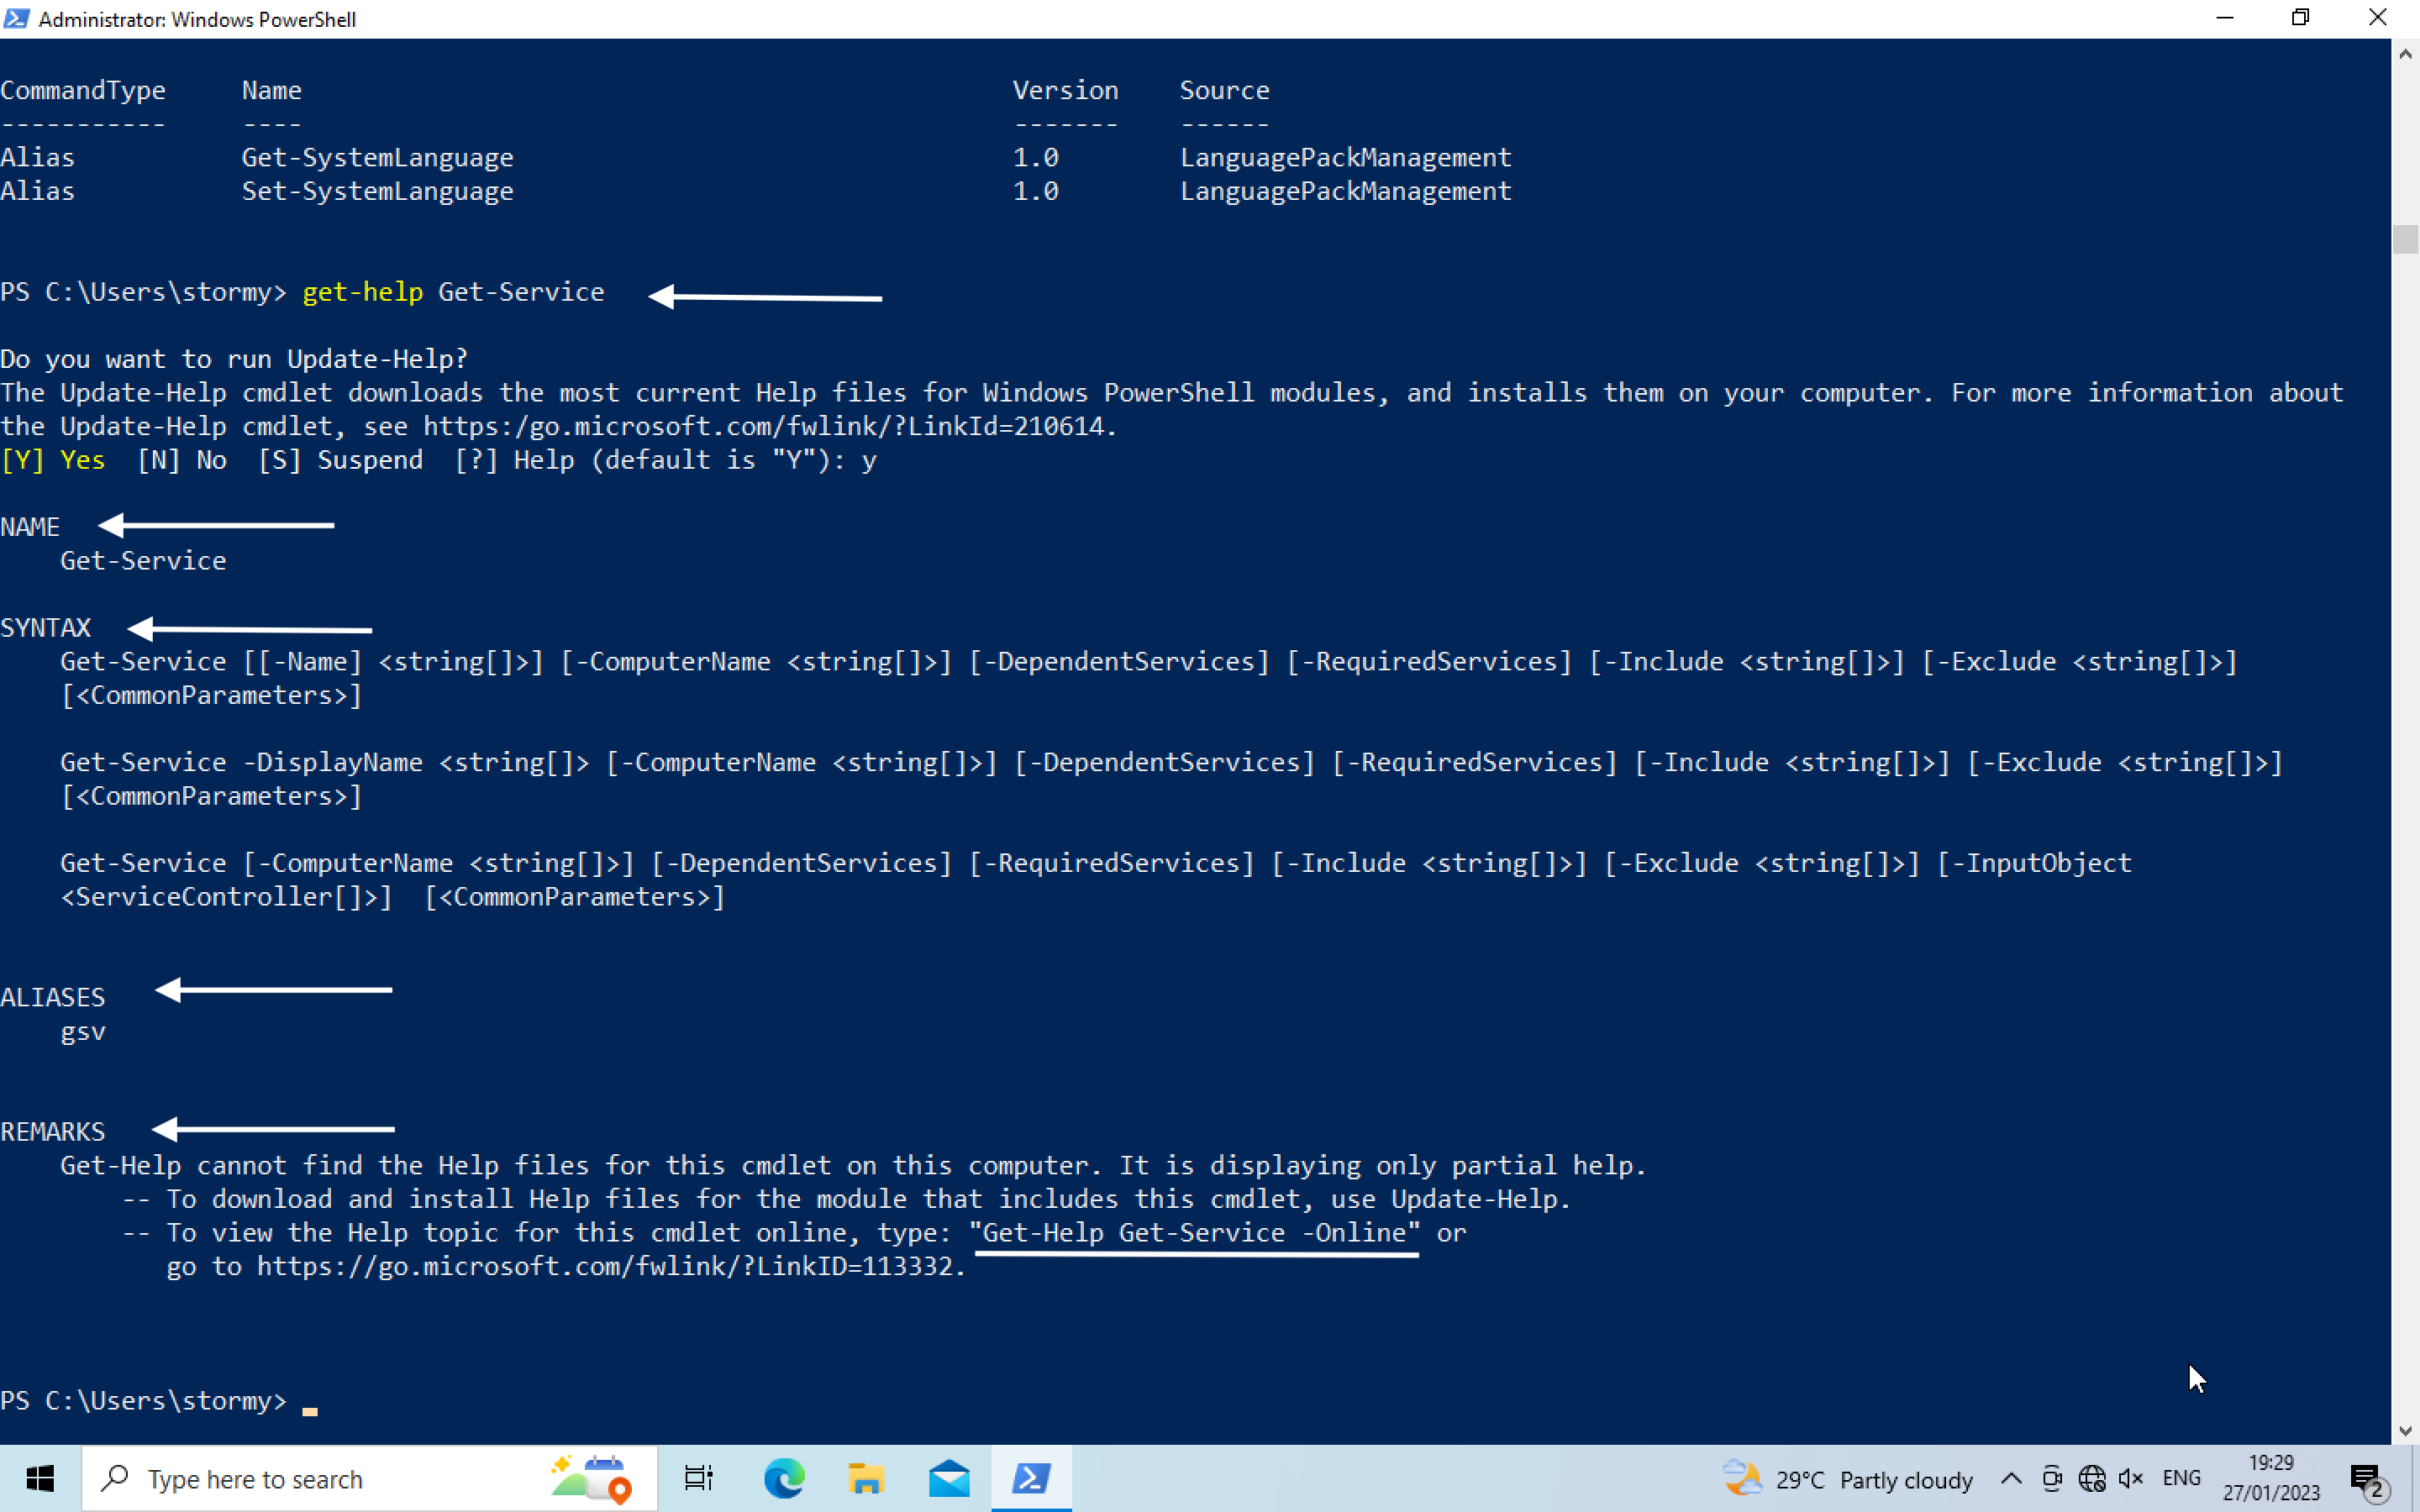 Administrator: Windows PowerShell
CommandType     Name                                               Version    Source
-----------     ----                                               -------    ------
Alias           Get-SystemLanguage                                 1.0        LanguagePackManagement
Alias           Set-SystemLanguage                                 1.0        LanguagePackManagement
PS C:\Users\stormy> get-help Get-Service
Do you want to run Update-Help?
The Update-Help cmdlet downloads the most current Help files for Windows PowerShell modules, and installs them on your computer. For more information about
the Update-Help cmdlet, see https:/go.microsoft.com/fwlink/?LinkId=210614.
[Y] Yes  [N] No  [S] Suspend  [?] Help (default is "Y"): y
NAME
    Get-Service
SYNTAX
    Get-Service [[-Name] <string[]>] [-ComputerName <string[]>] [-DependentServices] [-RequiredServices] [-Include <string[]>] [-Exclude <string[]>]
    [<CommonParameters>]
    Get-Service -DisplayName <string[]> [-ComputerName <string[]>] [-DependentServices] [-RequiredServices] [-Include <string[]>] [-Exclude <string[]>]
    [<CommonParameters>]
    Get-Service [-ComputerName <string[]>] [-DependentServices] [-RequiredServices] [-Include <string[]>] [-Exclude <string[]>] [-InputObject
    <ServiceController[]>]  [<CommonParameters>]
ALIASES
    gsv
REMARKS
    Get-Help cannot find the Help files for this cmdlet on this computer. It is displaying only partial help.
        -- To download and install Help files for the module that includes this cmdlet, use Update-Help.
        -- To view the Help topic for this cmdlet online, type: "Get-Help Get-Service -Online" or
           go to https://go.microsoft.com/fwlink/?LinkID=113332.
PS C:\Users\stormy>
Type here to search
29°C Partly cloudy
ENG
19:29
27/01/2023
2